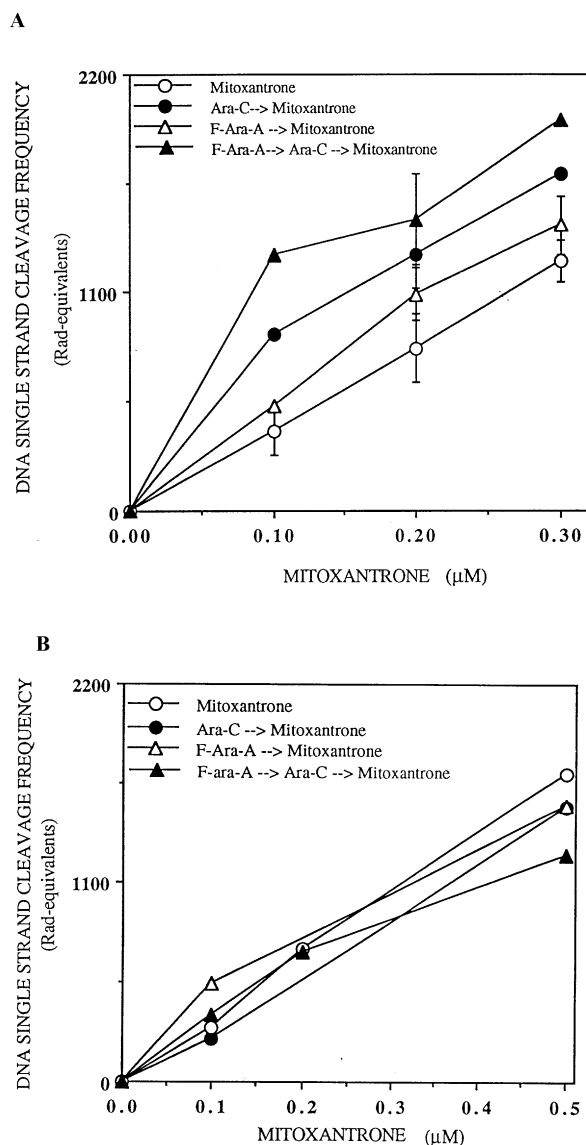 A
DNA SINGLE STRAND CLEAVAGE FREQUENCY
(Rad-equivalents)
2200
1100
0
Mitoxantrone
Ara-C--> Mitoxantrone
F-Ara-A --> Mitoxantrone
F-Ara-A--> Ara-C --> Mitoxantrone
0.00 0.10 0.20 0.30
MITOXANTRONE (µM)
B
DNA SINGLE STRAND CLEAVAGE FREQUENCY
(Rad-equivalents)
2200
1100
0
Mitoxantrone
Ara-C --> Mitoxantrone
F-Ara-A --> Mitoxantrone
F-ara-A --> Ara-C --> Mitoxantrone
0.0 0.1 0.2 0.3 0.4 0.5
MITOXANTRONE (µM)